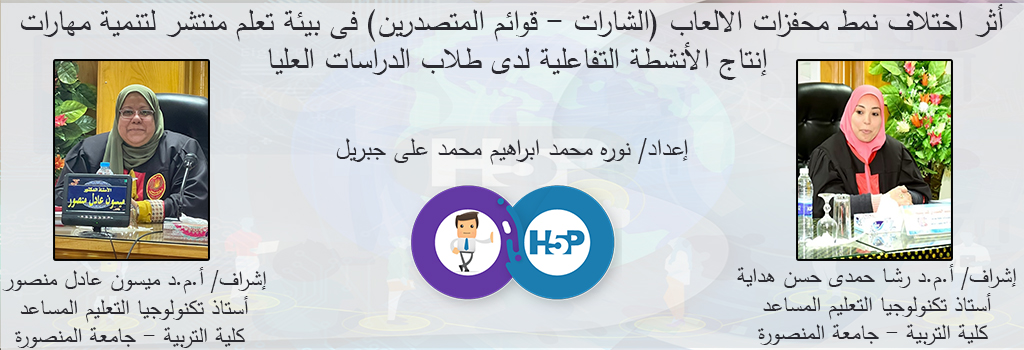 أثر اختلاف نمط محفزات الالعاب (الشارات – قوائم المتصدرين) فى بيئة تعلم منتشر لتنمية مهارات
إنتاج الأنشطة التفاعلية لدى طلاب الدراسات العليا
إعداد/ نوره محمد ابراهيم محمد على جبريل
H5P
H5P
إشراف/ أ.م.د رشا حمدى حسن هداية
أستاذ تكنولوجيا التعليم المساعد
كلية التربية – جامعة المنصورة
الأستاذ الدكتور
ميسون عادل منصور
إشراف/ أ.م.د ميسون عادل منصور
أستاذ تكنولوجيا التعليم المساعد
كلية التربية – جامعة المنصورة